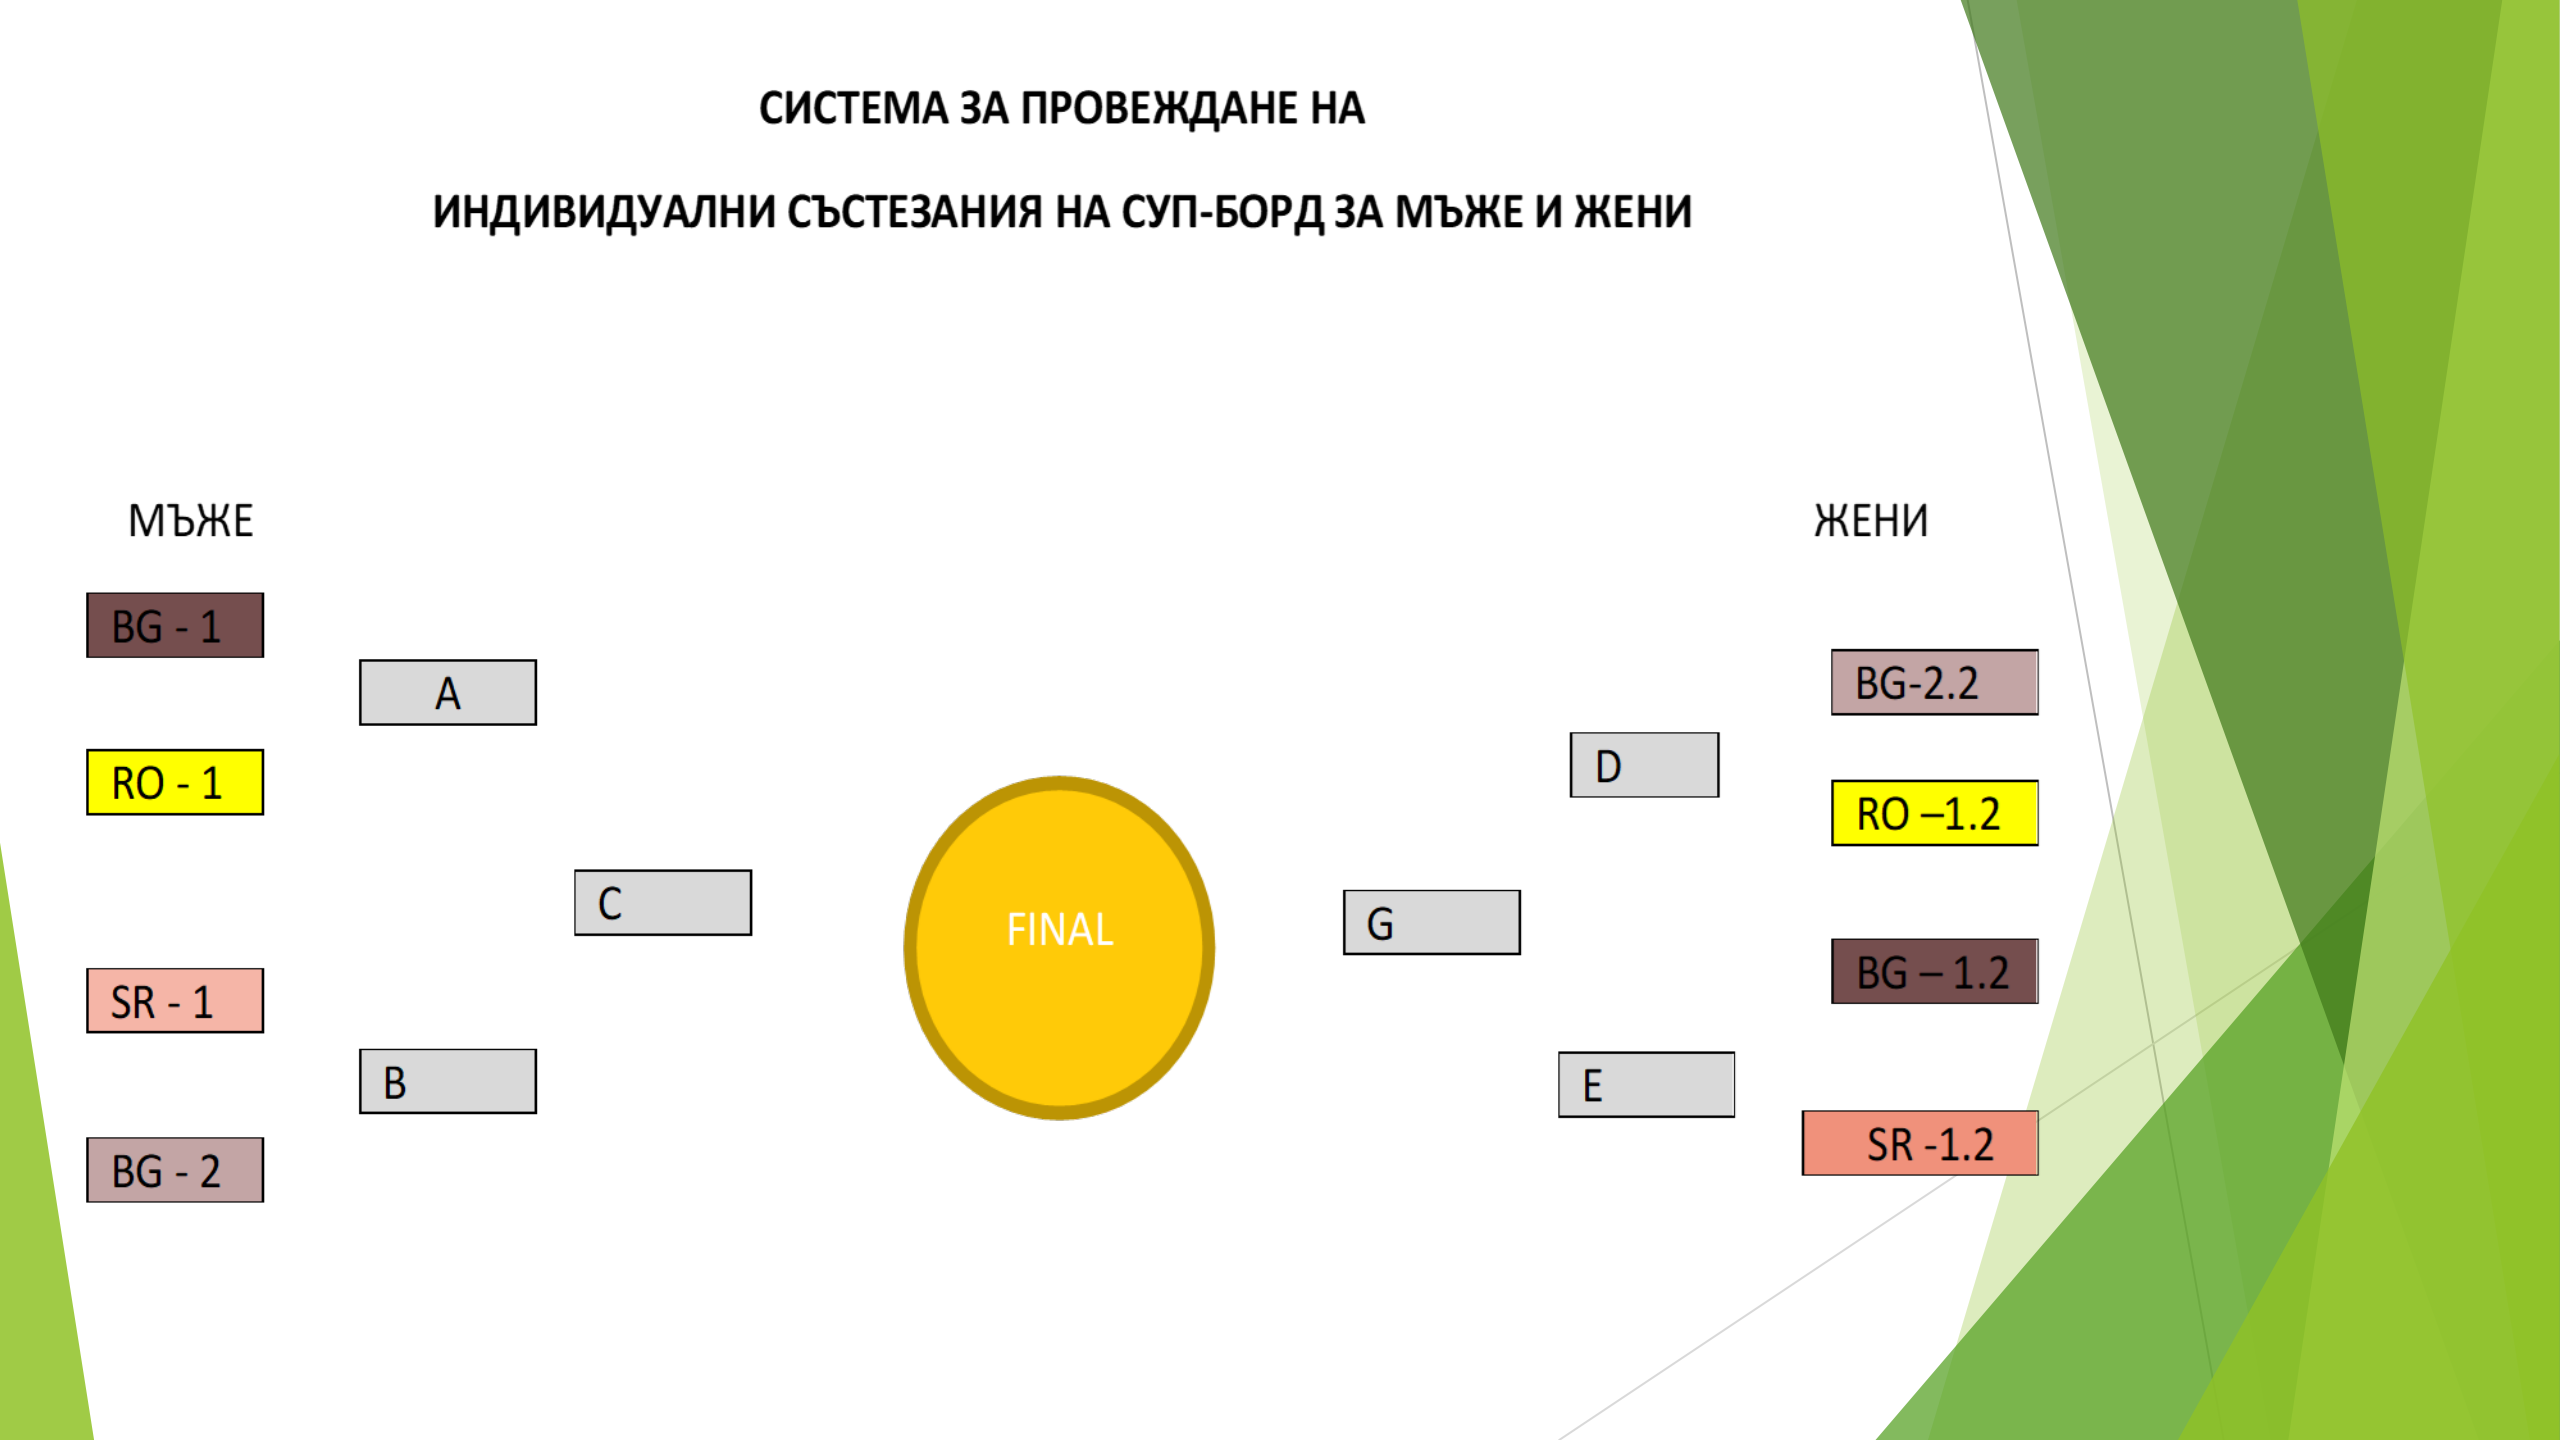 СИСТЕМА ЗА ПРОВЕЖДАНЕ НА
ИНДИВИДУАЛНИ СЪСТЕЗАНИЯ НА СУП-БОРД ЗА МЪЖЕ И ЖЕНИ
МЪЖЕ
BG - 1
RO - 1
SR - 1
BG - 2
A
B
C
FINAL
G
D
E
ЖЕНИ
BG-2.2
RO –1.2
BG – 1.2
SR -1.2